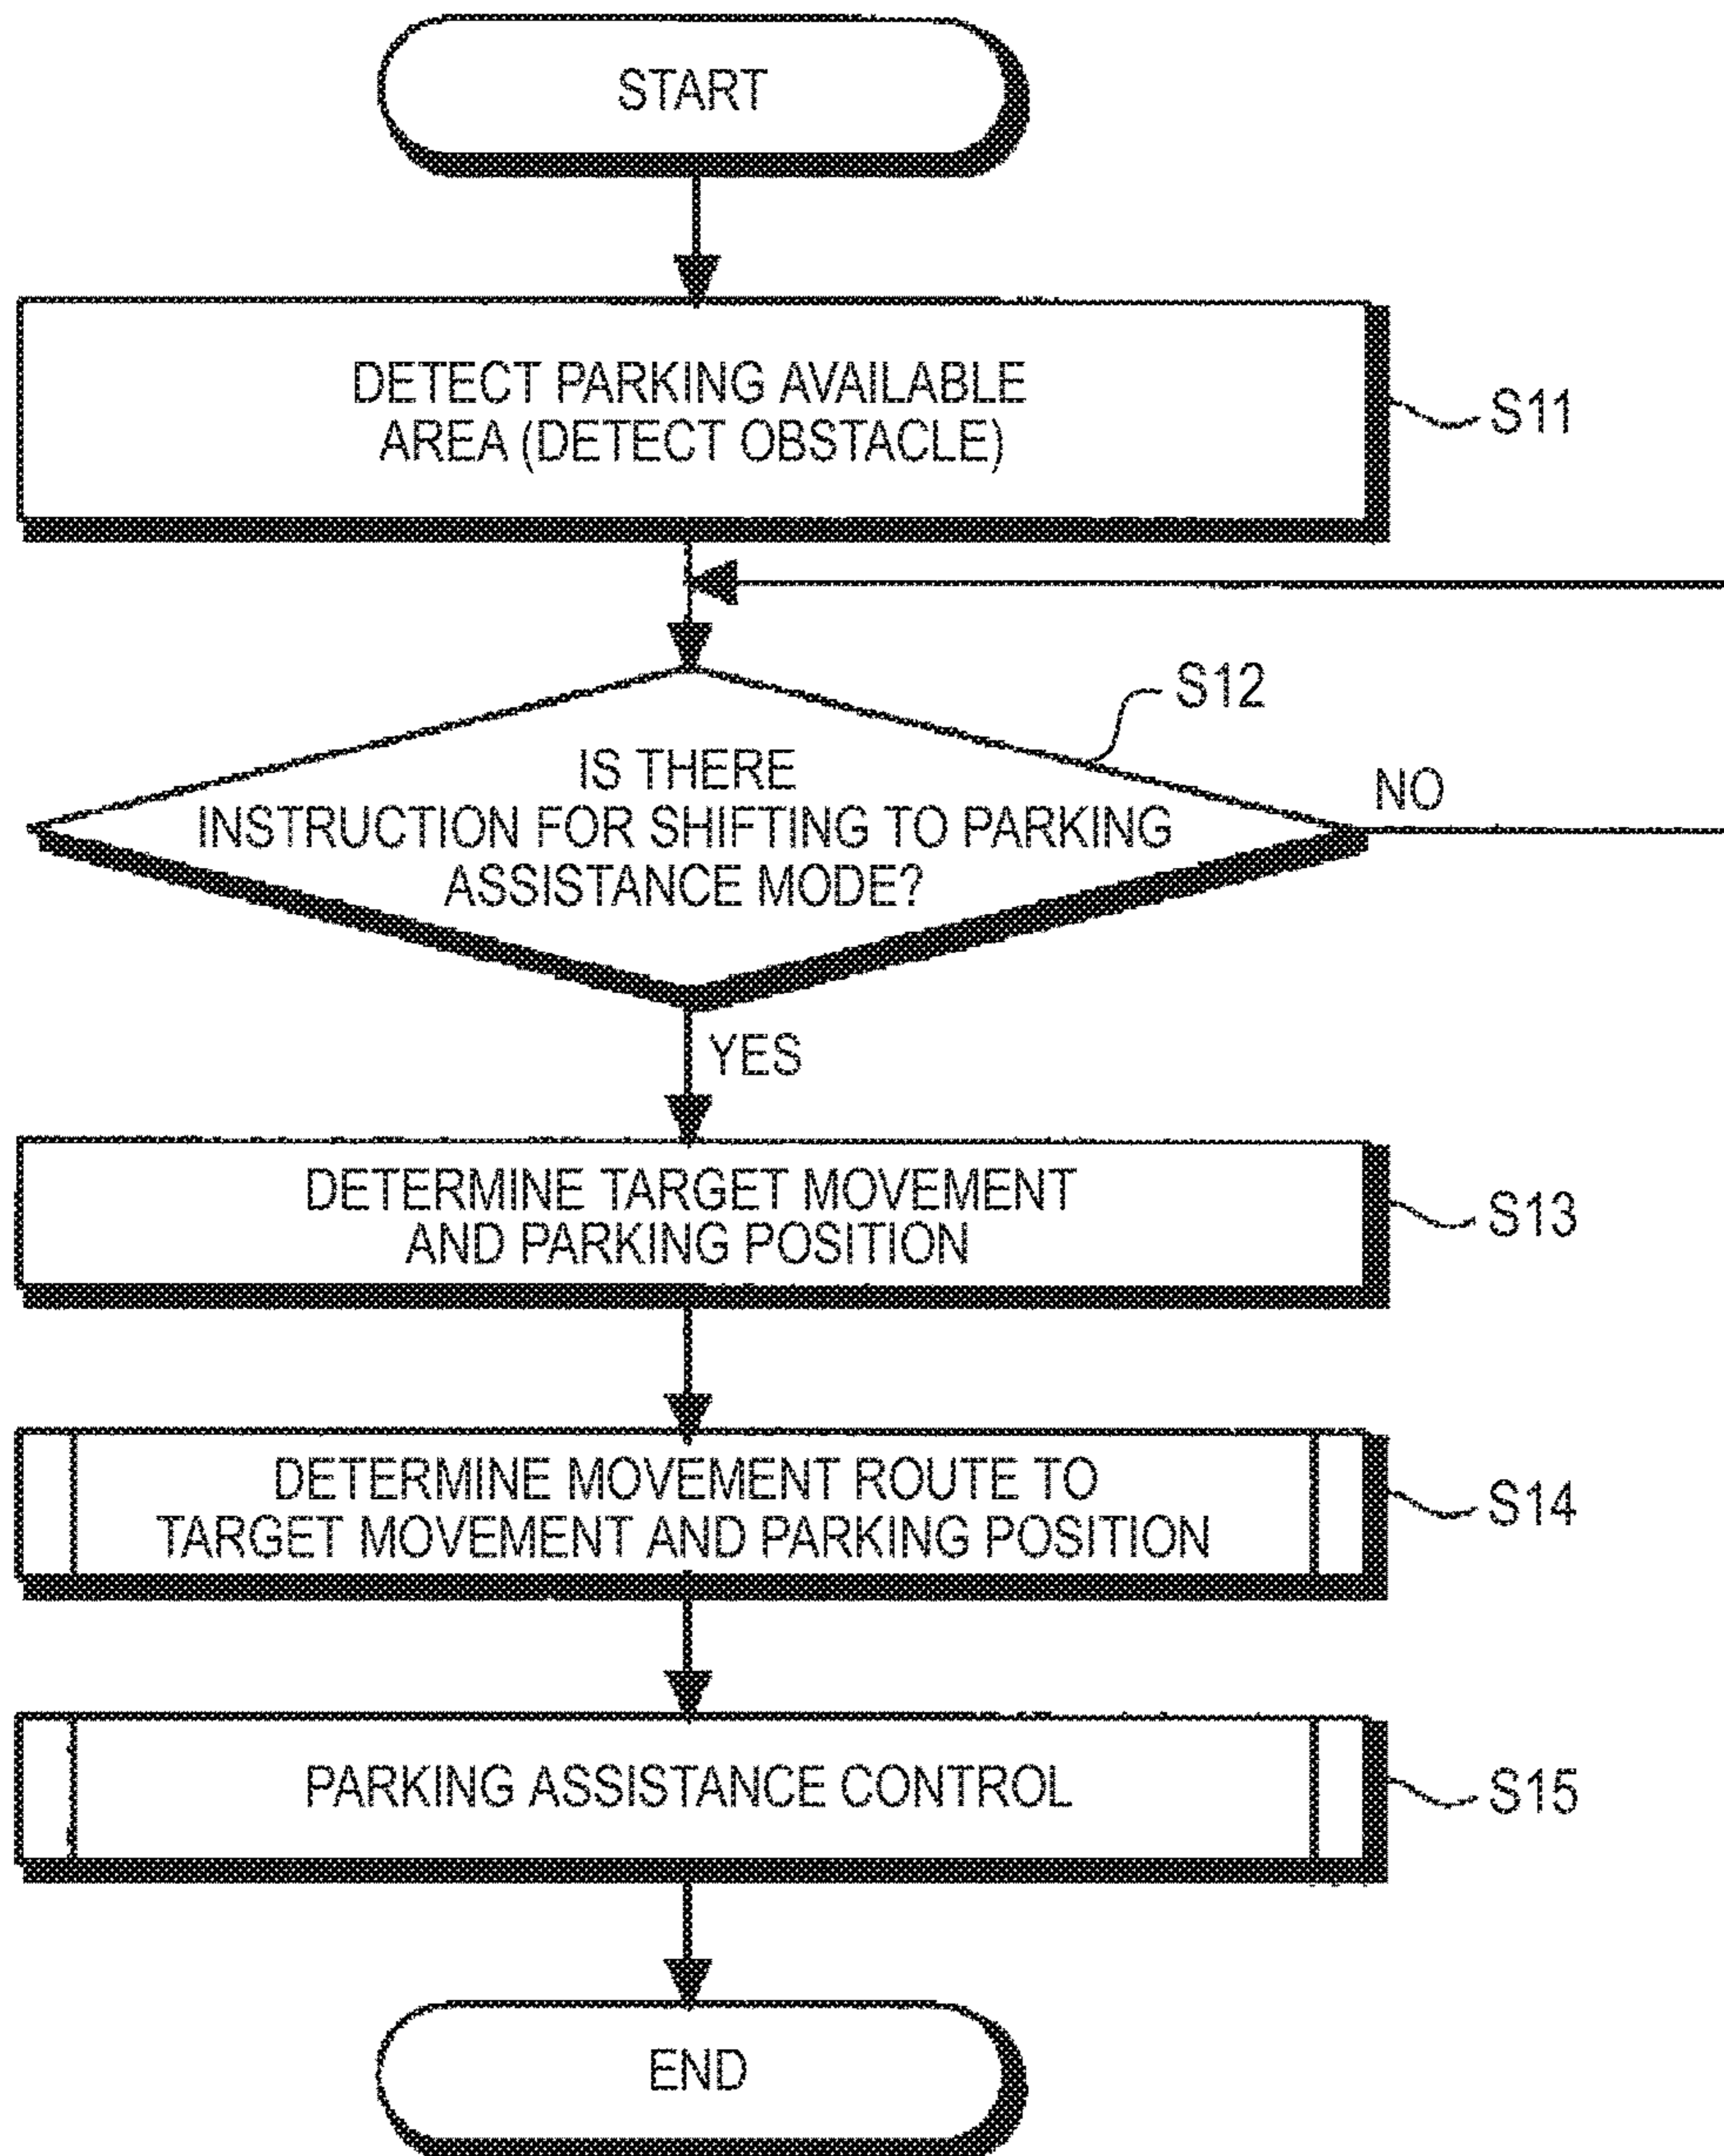 START
DETECT PARKING AVAILABLE
AREA (DETECT OBSTACLE)
S11
S12
IS THERE
INSTRUCTION FOR SHIFTING TO PARKING
ASSISTANCE MODE?
NO
YES
DETERMINE TARGET MOVEMENT
AND PARKING POSITION
S13
DETERMINE MOVEMENT ROUTE TO
TARGET MOVEMENT AND PARKING POSITION
S14
PARKING ASSISTANCE CONTROL
S15
END